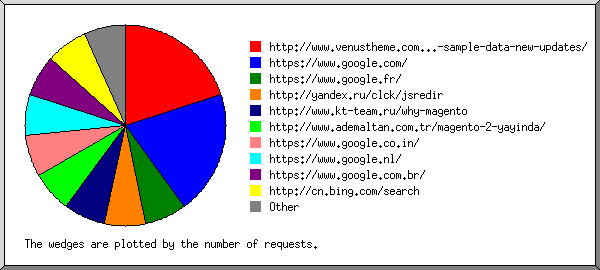 http://www.venustheme.com...-sample-data-new-updates/
https://www.google.com/
https://www.google.fr/
http://yandex.ru/clck/jsredir
http://www.kt-team.ru/why-magento
http://www.ademaltan.com.tr/magento-2-yayinda/
https://www.google.co.in/
https://www.google.nl/
https://www.google.com.br/
http://cn.bing.com/search
Other
The wedges are plotted by the number of requests.